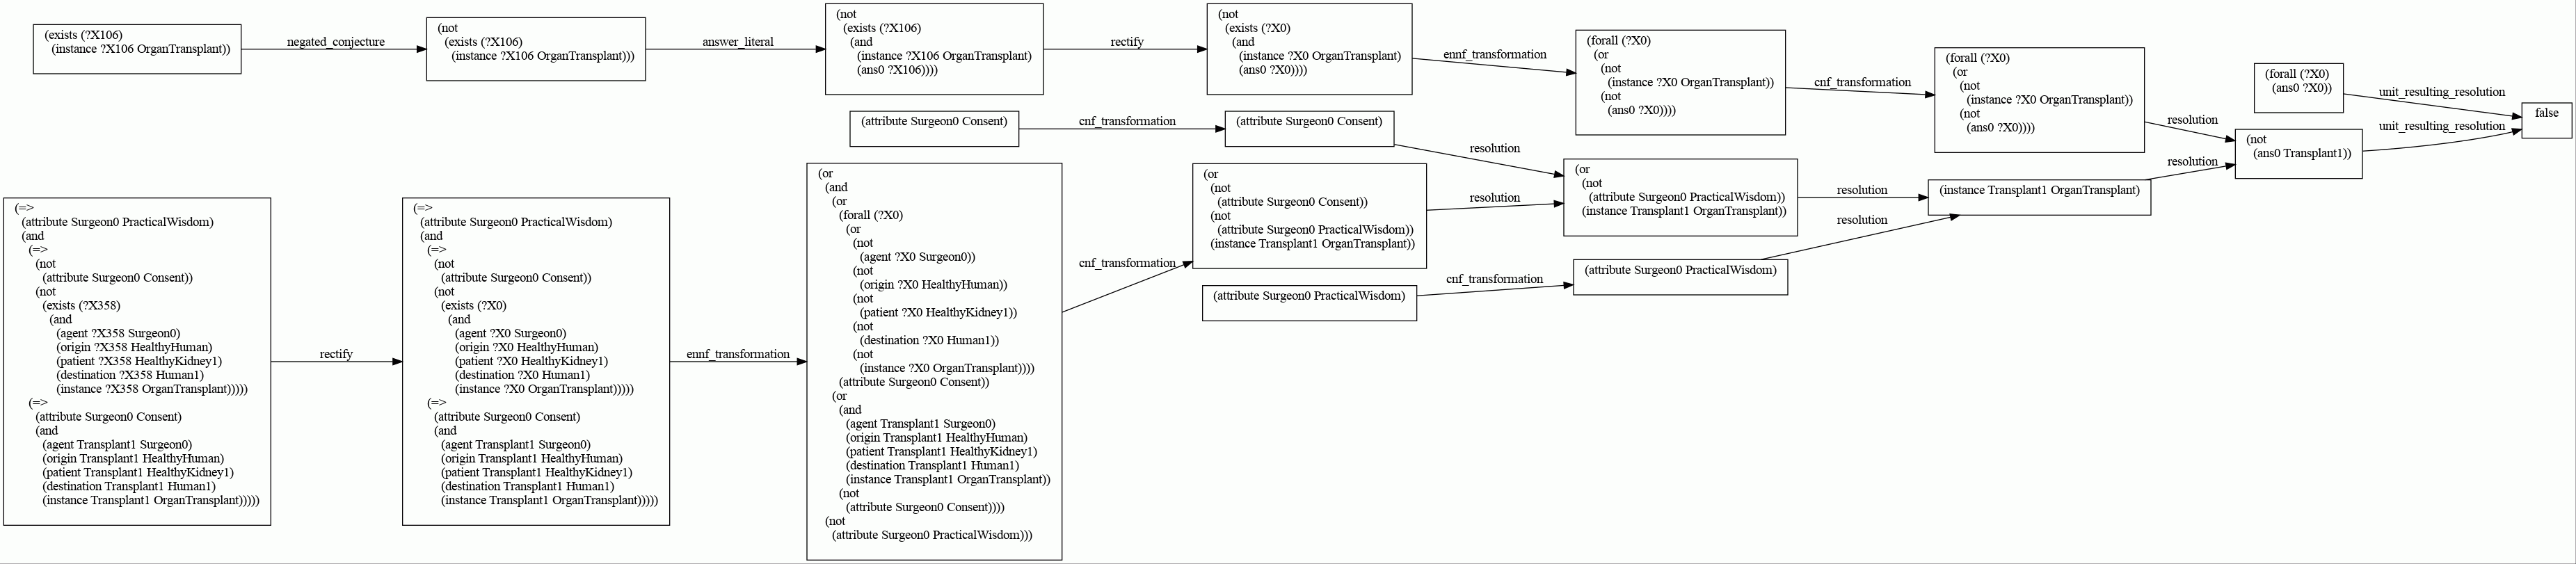 (exists (?X106)
(instance ?X106 OrganTransplant))
negated_conjecture
(not
(exists (?X106)
(instance ?X106 OrganTransplant)))
answer_literal
(not
(exists (?X106)
(and
(instance ?X106 OrganTransplant)
(ans0 ?X106))))
rectify
(not
(exists (?X0)
(and
(instance ?X0 OrganTransplant)
(ans0 ?X0))))
ennf_transformation
(forall (?X0)
(or
(not
(instance ?X0 OrganTransplant))
(not
(ans0 ?X0))))
cnf_transformation
(forall (?X0)
(or
(not
(instance ?X0 OrganTransplant))
(not
(ans0 ?X0))))
resolution
(forall (?X0)
(ans0 ?X0))
unit_resulting_resolution
false
(attribute Surgeon0 Consent)
cnf_transformation
(attribute Surgeon0 Consent)
resolution
(not
(ans0 Transplant1))
unit_resulting_resolution
(=>
(attribute Surgeon0 PracticalWisdom)
(and
(=>
(not
(attribute Surgeon0 Consent))
(not
(exists (?X358)
(and
(agent ?X358 Surgeon0)
(origin ?X358 HealthyHuman)
(patient ?X358 HealthyKidney1)
(destination ?X358 Human1)
(instance ?X358 OrganTransplant)))))
(=>
(attribute Surgeon0 Consent)
(and
(agent Transplant1 Surgeon0)
(origin Transplant1 HealthyHuman)
(patient Transplant1 HealthyKidney1)
(destination Transplant1 Human1)
(instance Transplant1 OrganTransplant)))))
rectify
(=>
(attribute Surgeon0 PracticalWisdom)
(and
(=>
(not
(attribute Surgeon0 Consent))
(not
(exists (?X0)
(and
(agent ?X0 Surgeon0)
(origin ?X0 HealthyHuman)
(patient ?X0 HealthyKidney1)
(destination ?X0 Human1)
(instance ?X0 OrganTransplant)))))
(=>
(attribute Surgeon0 Consent)
(and
(agent Transplant1 Surgeon0)
(origin Transplant1 HealthyHuman)
(patient Transplant1 HealthyKidney1)
(destination Transplant1 Human1)
(instance Transplant1 OrganTransplant)))))
ennf_transformation
(or
(and
(or
(forall (?X0)
(or
(not
(agent ?X0 Surgeon0))
(not
(origin ?X0 HealthyHuman))
(not
(patient ?X0 HealthyKidney1))
(not
(destination ?X0 Human1))
(not
(instance ?X0 OrganTransplant))))
(attribute Surgeon0 Consent))
(or
(and
(agent Transplant1 Surgeon0)
(origin Transplant1 HealthyHuman)
(patient Transplant1 HealthyKidney1)
(destination Transplant1 Human1)
(instance Transplant1 OrganTransplant))
(not
(attribute Surgeon0 Consent))))
(not
(attribute Surgeon0 PracticalWisdom)))
cnf_transformation
(or
(not
(attribute Surgeon0 Consent))
(not
(attribute Surgeon0 PracticalWisdom))
(instance Transplant1 OrganTransplant))
resolution
(or
(not
(attribute Surgeon0 PracticalWisdom))
(instance Transplant1 OrganTransplant))
resolution
(instance Transplant1 OrganTransplant)
resolution
(attribute Surgeon0 PracticalWisdom)
cnf_transformation
(attribute Surgeon0 PracticalWisdom)
resolution